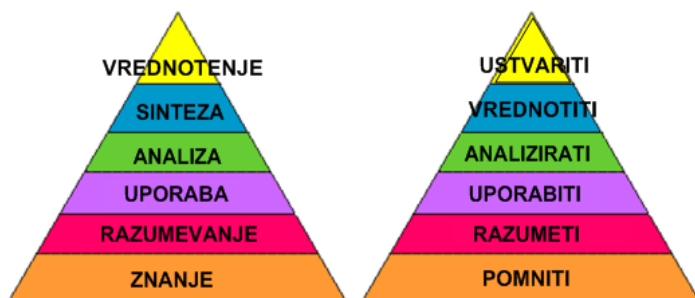 VREDNOTENJE
SINTEZA
ANALIZA
UPORABA
RAZUMEVANJE
ZNANJE
USTVARITI
VREDNOTITI
ANALIZIRATI
UPORABITI
RAZUMETI
POMNITI